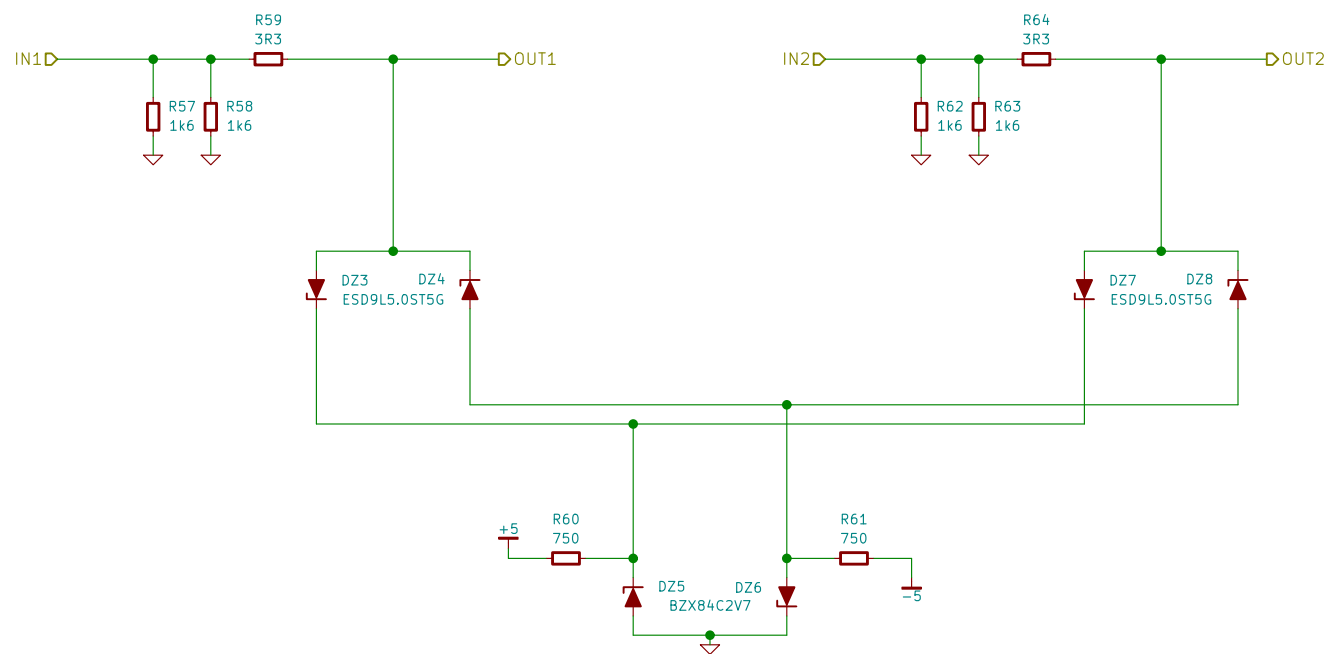 R59
3R3
R64
3R3
IN1
OUT1
IN2
OUT2
R57
1k6
R58
1k6
R62
1k6
R63
1k6
DZ3
DZ4
ESD9L5.0ST5G
DZ7
DZ8
ESD9L5.0ST5G
+5
R60
750
R61
750
DZ5
DZ6
BZX84C2V7
-5